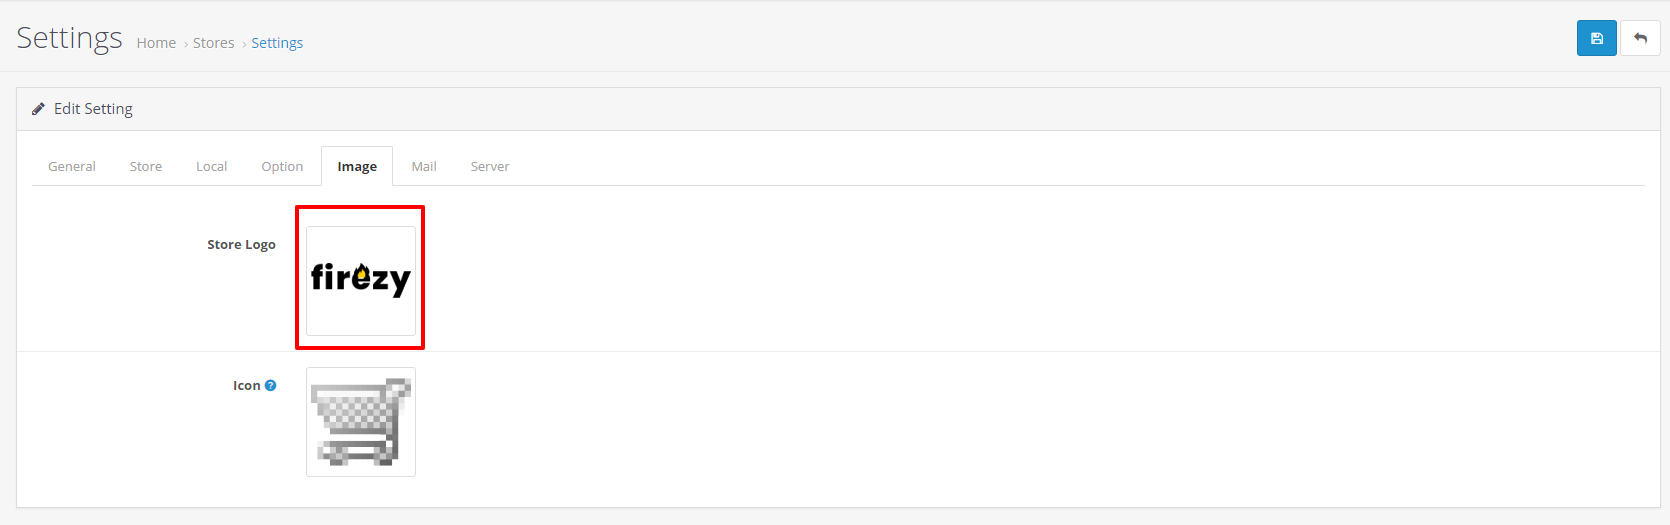 Settings Home › Stores › Settings
Edit Setting
General Store Local Option Image Mail Server
Store Logo
firezy
Icon ?